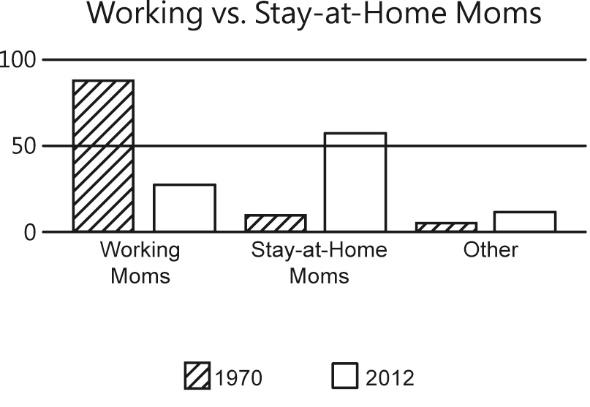 Working vs. Stay-at-Home Moms
100
50
0
Working
Moms
Stay-at-Home
Moms
Other
1970
2012